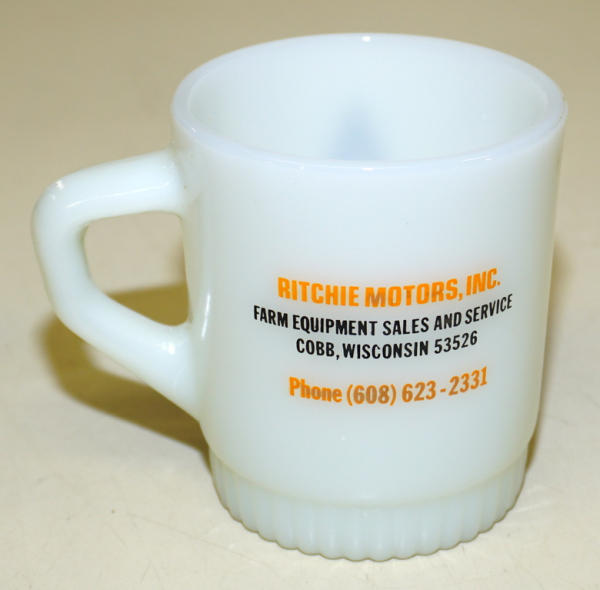 RITCHIE MOTORS, INC.
FARM EQUIPMENT SALES AND SERVICE
COBB, WISCONSIN 53526
Phone (608) 623-2331